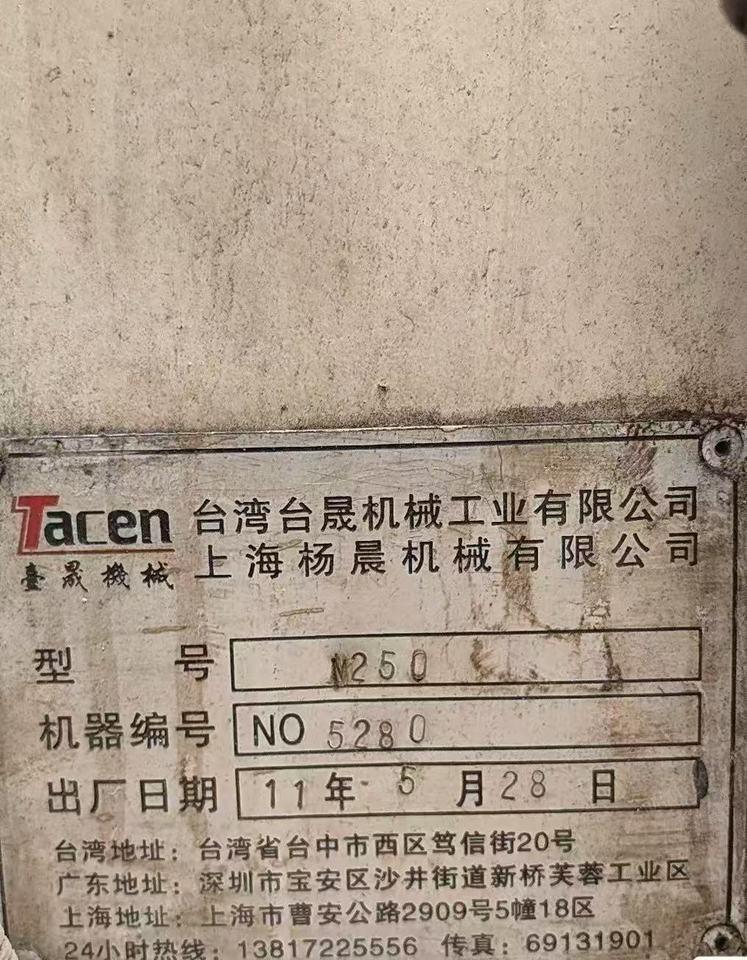 Tacen
臺晟機械
台湾台晟机械工业有限公司
上海杨晨机械有限公司
型 号 M250
机器编号 NO 5280
出厂日期 11年 5月28日
台湾地址：台湾省台中市西区笃信街20号
广东地址：深圳市宝安区沙井街道新桥芙蓉工业区
上海地址：上海市曹安公路2909号5幢18区
24小时热线：13817225556 传真：69131901